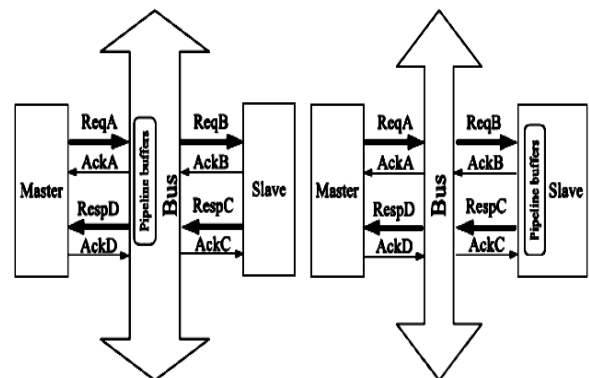 ReqA
AckA
Master
RespD
AckD
Pipeline buffers
Bus
ReqB
AckB
Slave
RespC
AckC
ReqA
AckA
Master
RespD
AckD
Bus
ReqB
AckB
Pipeline buffers
Slave
RespC
AckC